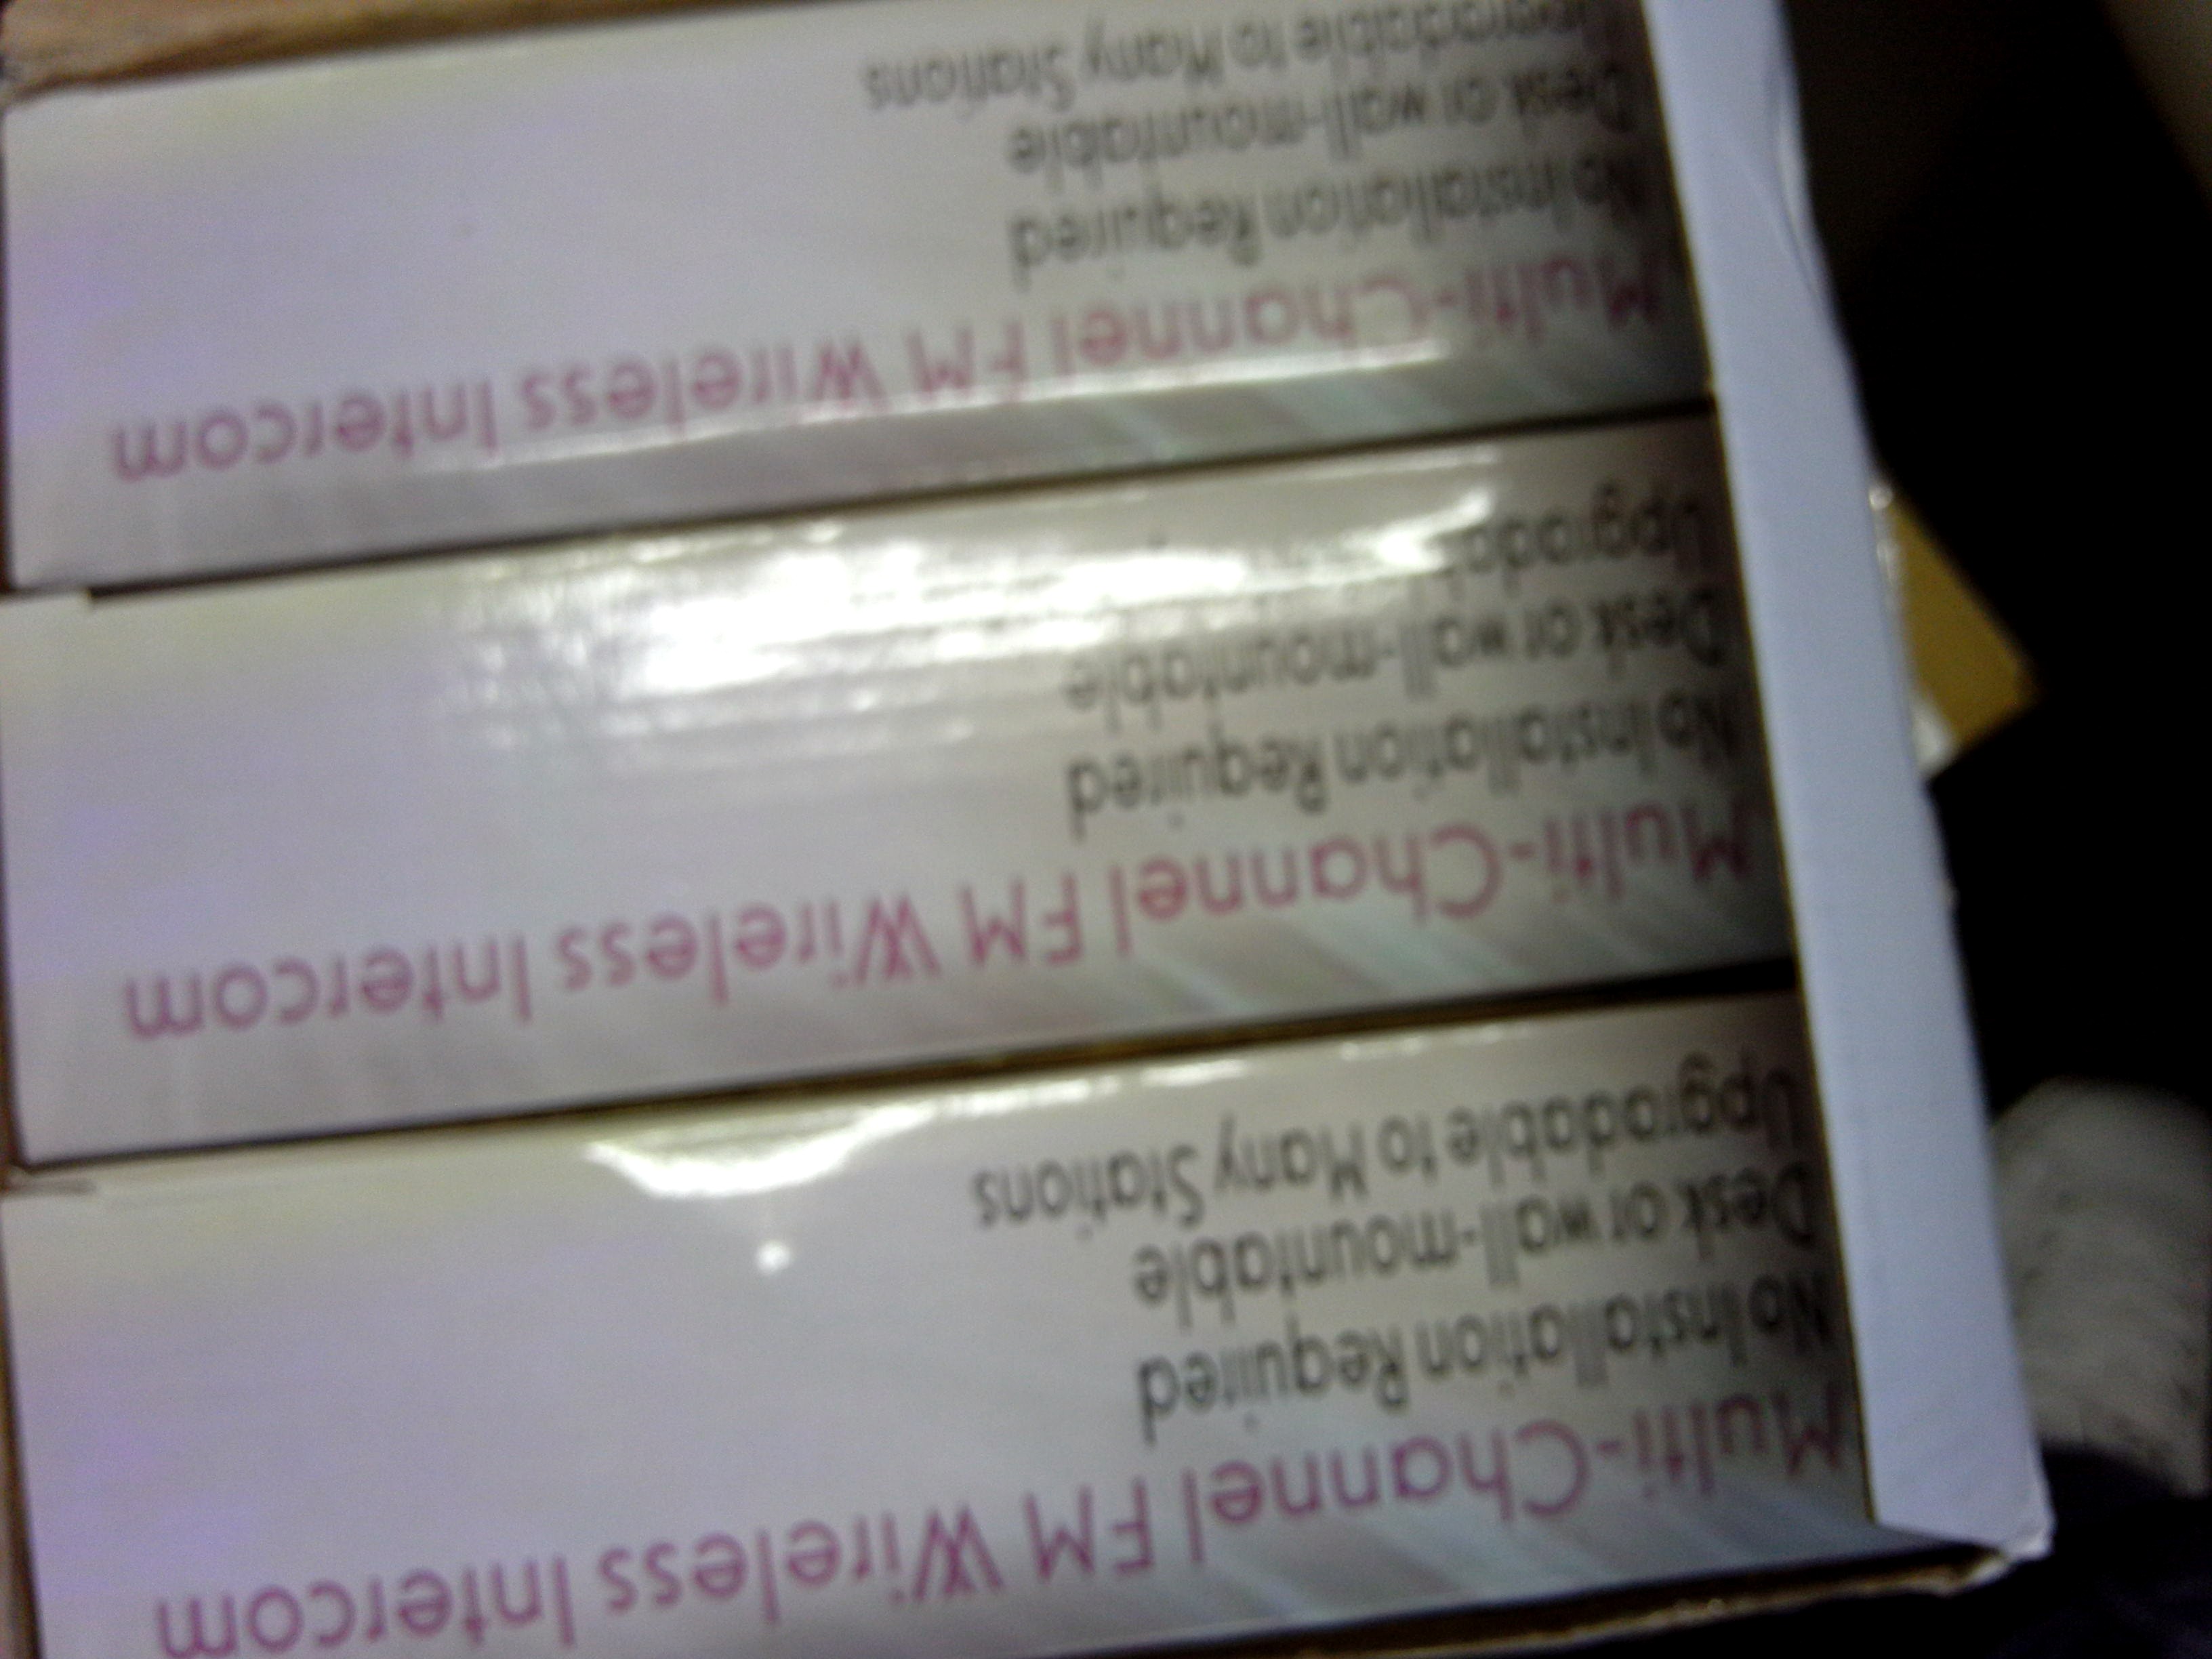 Multi-Channel FM Wireless Intercom
No Installation Required
Desk or wall-mountable
Upgradable to Many Stations
Multi-Channel FM Wireless Intercom
No Installation Required
Desk or wall-mountable
Multi-Channel FM Wireless Intercom
No Installation Required
Desk or wall-mountable
Upgradable to Many Stations